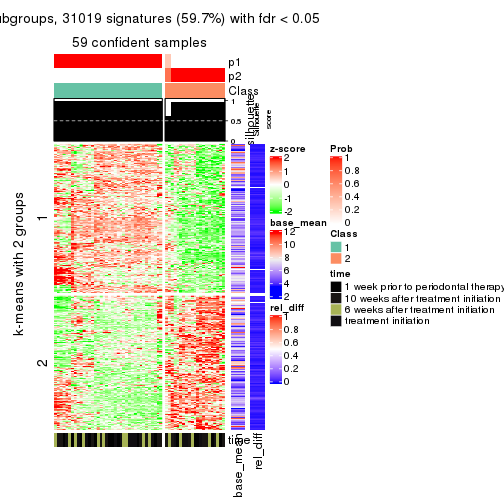 ubgroups, 31019 signatures (59.7%) with fdr < 0.05
59 confident samples
p1
p2
Class
1
0.5
0
silhouette
Silhouette
score
k-means with 2 groups
1
2
time
base_mean
rel_diff
z-score
2
1
0
-1
-2
base_mean
12
10
8
6
4
2
rel_diff
1
0.8
0.6
0.4
0.2
0
Prob
1
0.8
0.6
0.4
0.2
0
Class
1
2
time
1 week prior to periodontal therapy
10 weeks after treatment initiation
6 weeks after treatment initiation
treatment initiation